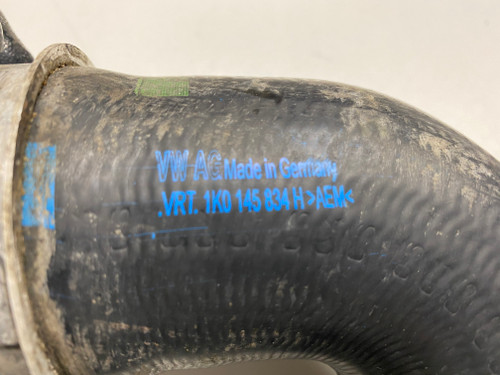 VW AG Made in Germany
.VRT. 1K0 145 834 H >AEM<